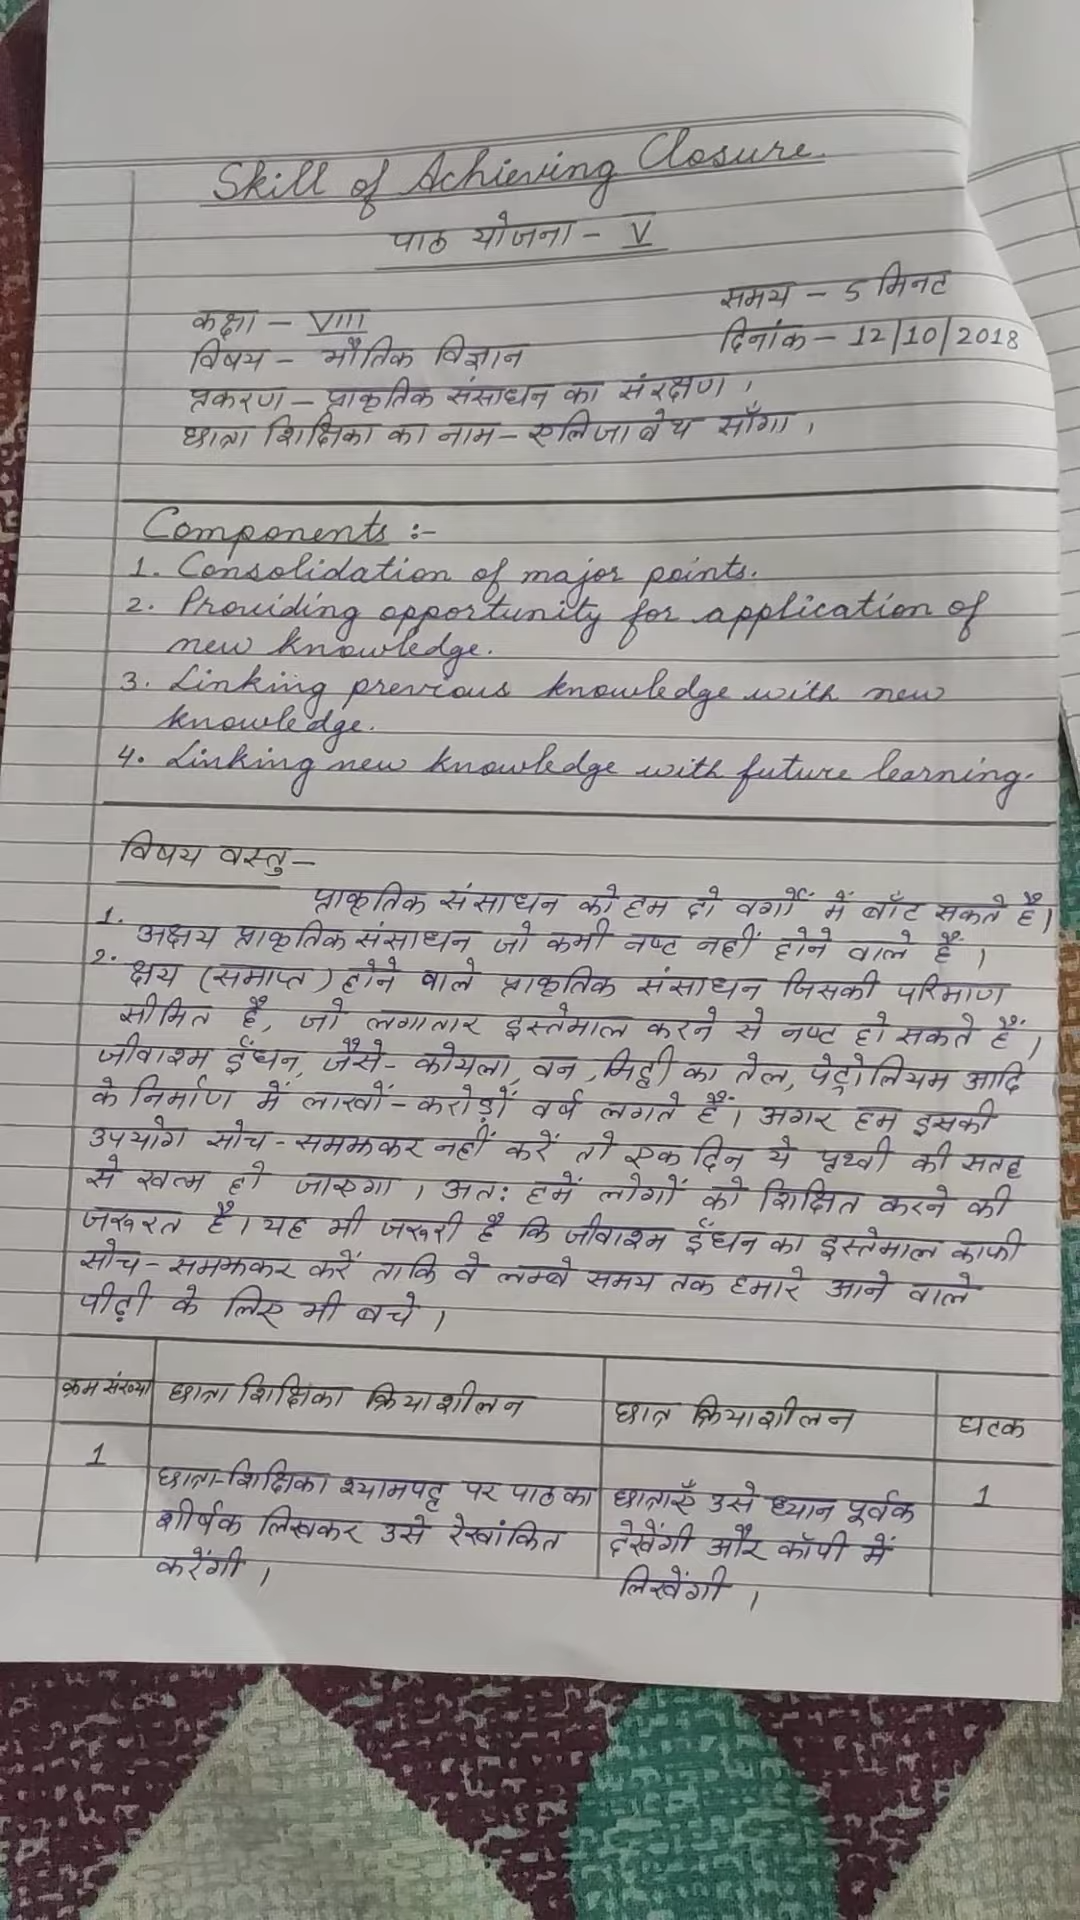 Skill of Achieving Closure.
पाठ योजना - V
समय - 5 मिनट
कक्षा - VIII
दिनांक - 12/10/2018
विषय - भौतिक विज्ञान
प्रकरण - प्राकृतिक संसाधन का संरक्षण ।
छात्रा शिक्षिका का नाम - एलिजाबेथ साँगा ।
Components :-
1. Consolidation of major points.
2. Providing opportunity for application of
new knowledge.
3. Linking previous knowledge with new
knowledge.
4. Linking new knowledge with future learning.
विषय वस्तु -
प्राकृतिक संसाधन को हम दो वर्गों में बाँट सकते हैं।
1. अक्षय प्राकृतिक संसाधन जो कभी नष्ट नहीं होने वाले हैं ।
2. क्षय (समाप्त) होने वाले प्राकृतिक संसाधन जिसकी परिमाण
सीमित है, जो लगातार इस्तेमाल करने से नष्ट हो सकते हैं ।
जीवाश्म ईंधन, जैसे- कोयला, वन, मिट्टी का तेल, पेट्रोलियम आदि
के निर्माण में लाखों-करोड़ों वर्ष लगते हैं। अगर हम इसकी
उपयोग सोच-समझकर नहीं करें तो एक दिन ये पृथ्वी की सतह
से खत्म हो जाएगा । अतः हमें लोगों को शिक्षित करने की
जरूरत है। यह भी जरूरी है कि जीवाश्म ईंधन का इस्तेमाल काफी
सोच-समझकर करें ताकि वे लम्बे समय तक हमारे आने वाले
पीढ़ी के लिए भी बचे ।
क्रम संख्या छात्रा शिक्षिका क्रियाशीलन छात्र क्रियाशीलन घटक
1 छात्रा-शिक्षिका श्यामपट्ट पर पाठ का छात्राएँ उसे ध्यान पूर्वक 1
शीर्षक लिखकर उसे रेखांकित देखेंगी और कॉपी में
करेंगी । लिखेंगी ।